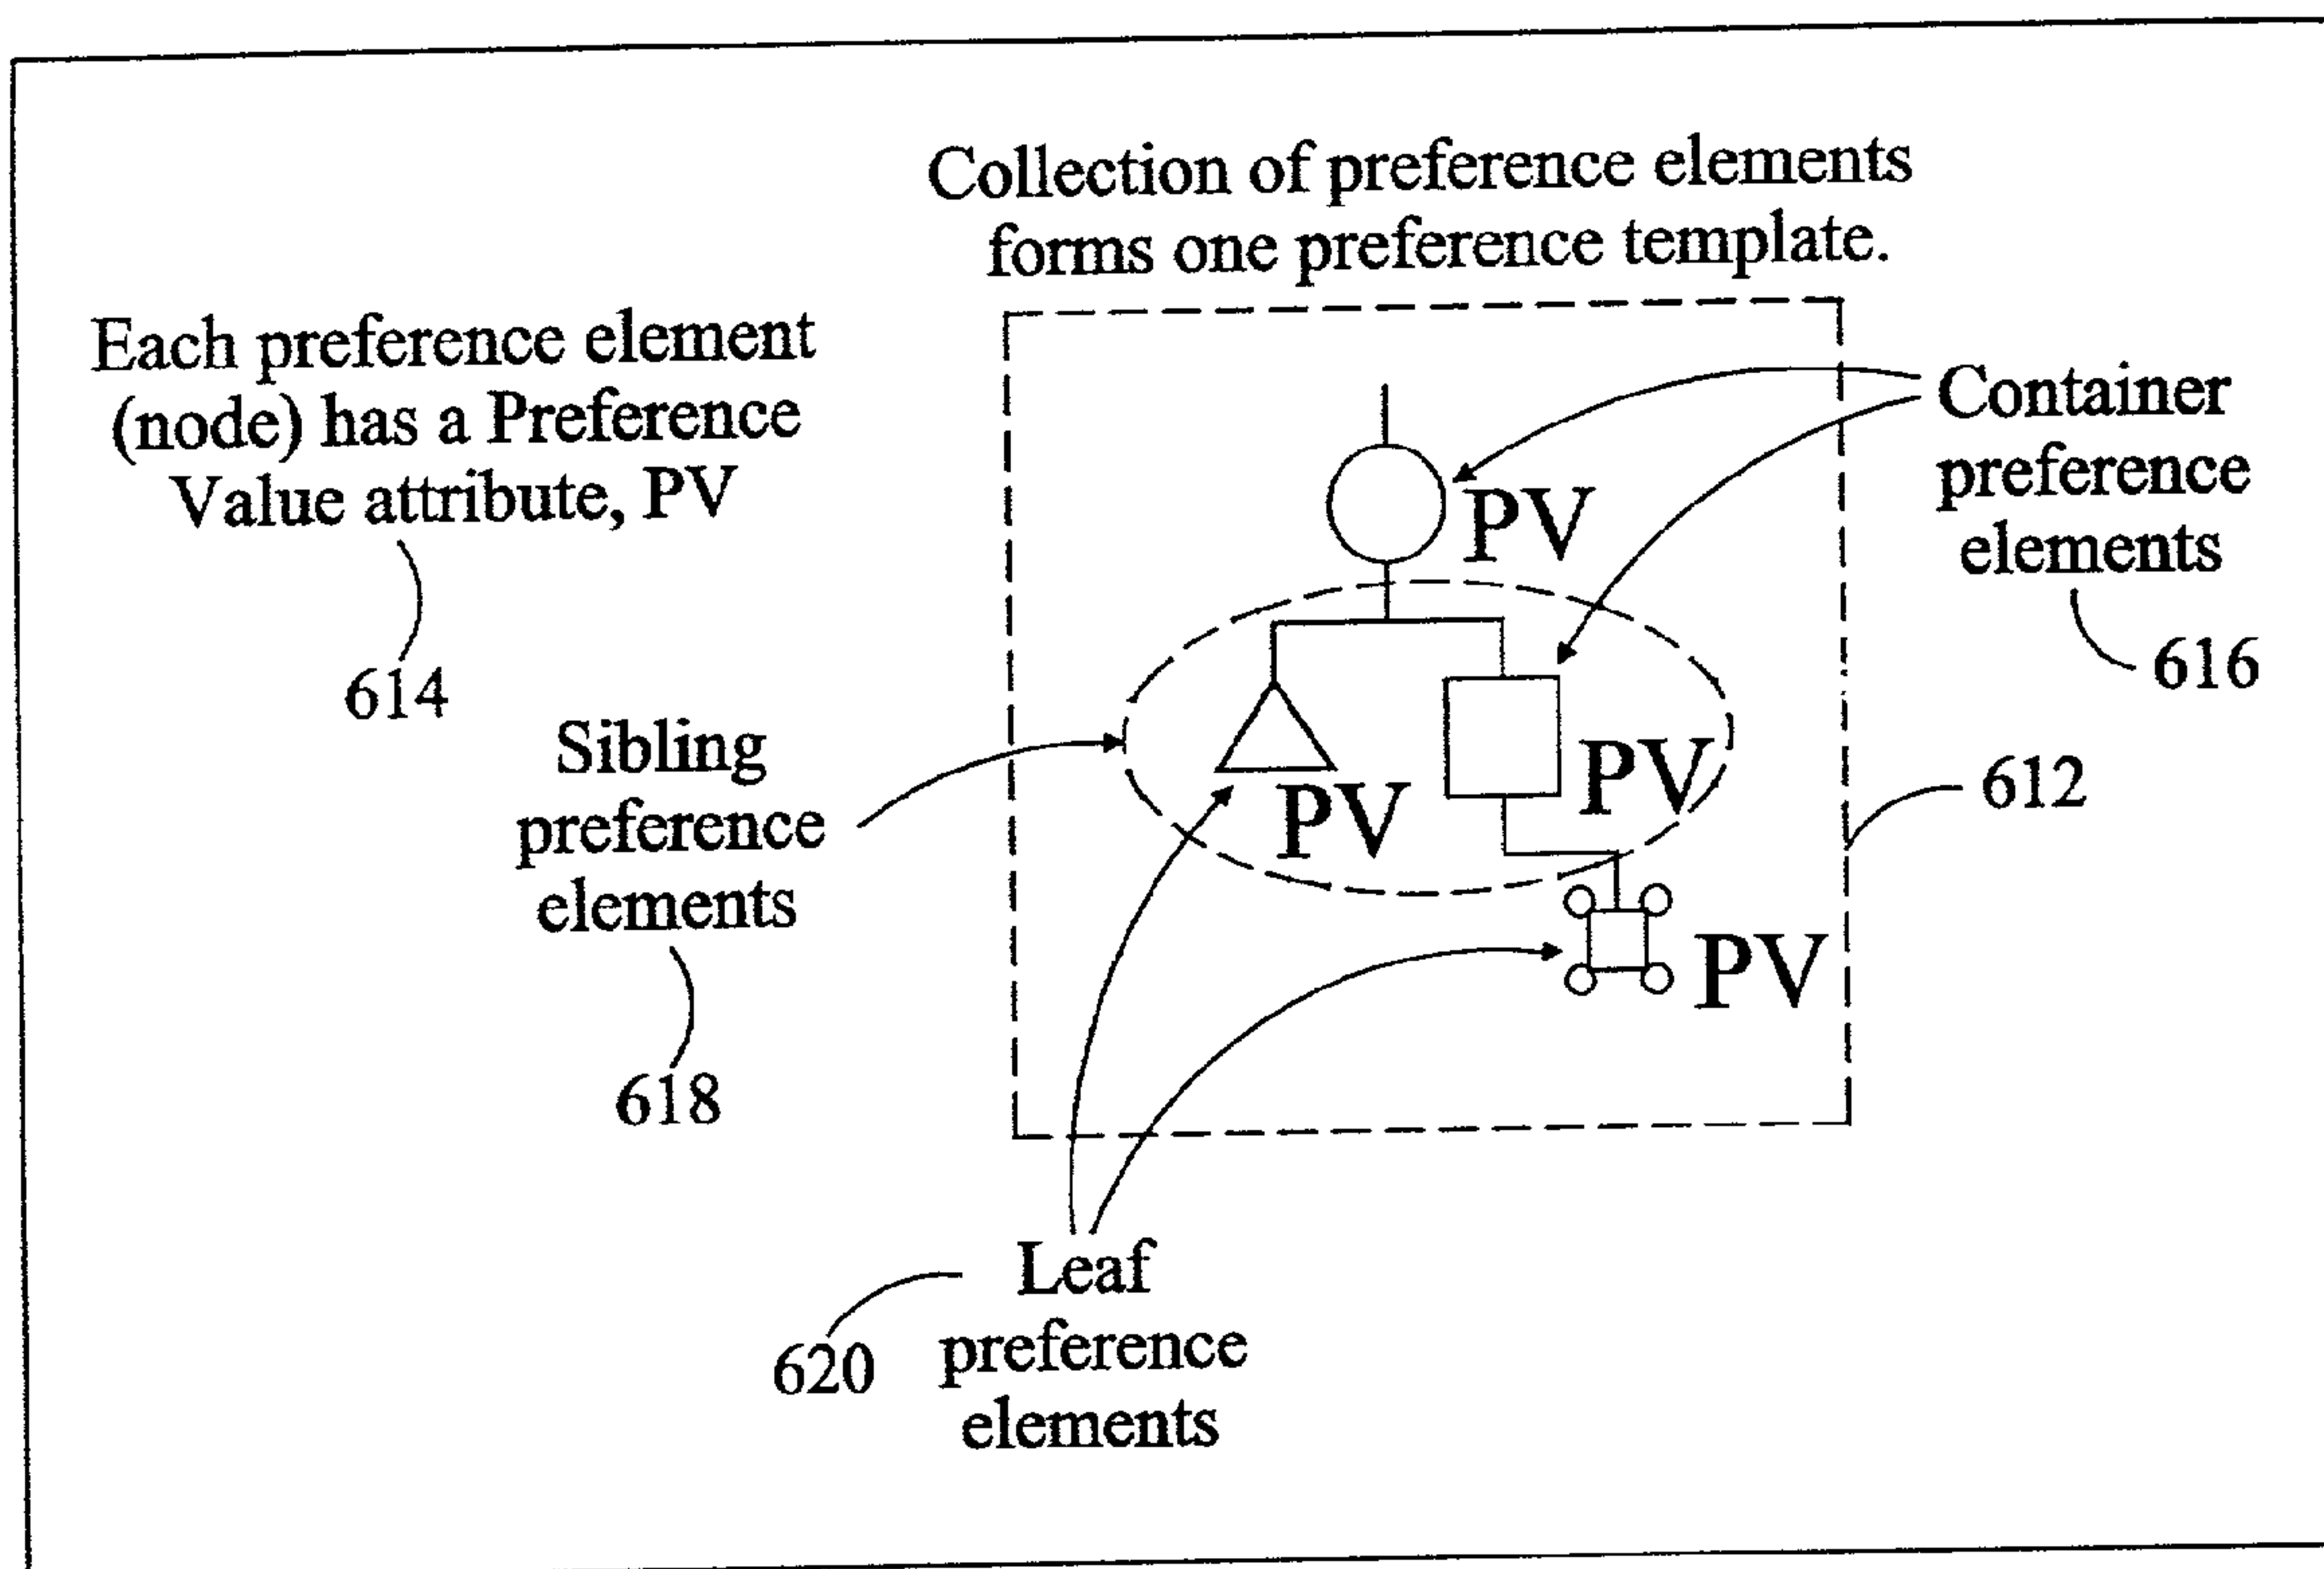 Collection of preference elements
forms one preference template.
Each preference element
(node) has a Preference
Value attribute, PV
614
Container
preference
elements
616
PV
PV
PV
PV
612
Sibling
preference
elements
618
Leaf
preference
elements
620